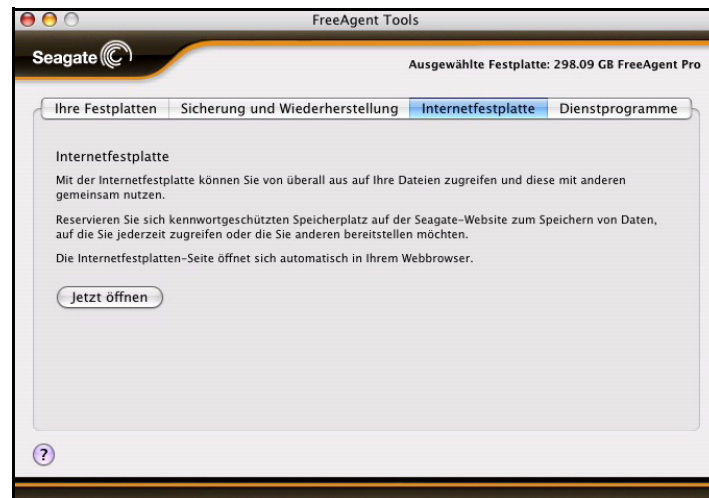 FreeAgent Tools
Seagate
Ausgewählte Festplatte: 298.09 GB FreeAgent Pro
Ihre Festplatten Sicherung und Wiederherstellung Internetfestplatte Dienstprogramme
Internetfestplatte
Mit der Internetfestplatte können Sie von überall aus auf Ihre Dateien zugreifen und diese mit anderen
gemeinsam nutzen.
Reservieren Sie sich kennwortgeschützten Speicherplatz auf der Seagate-Website zum Speichern von Daten,
auf die Sie jederzeit zugreifen oder die Sie anderen bereitstellen möchten.
Die Internetfestplatten-Seite öffnet sich automatisch in Ihrem Webbrowser.
Jetzt öffnen
?